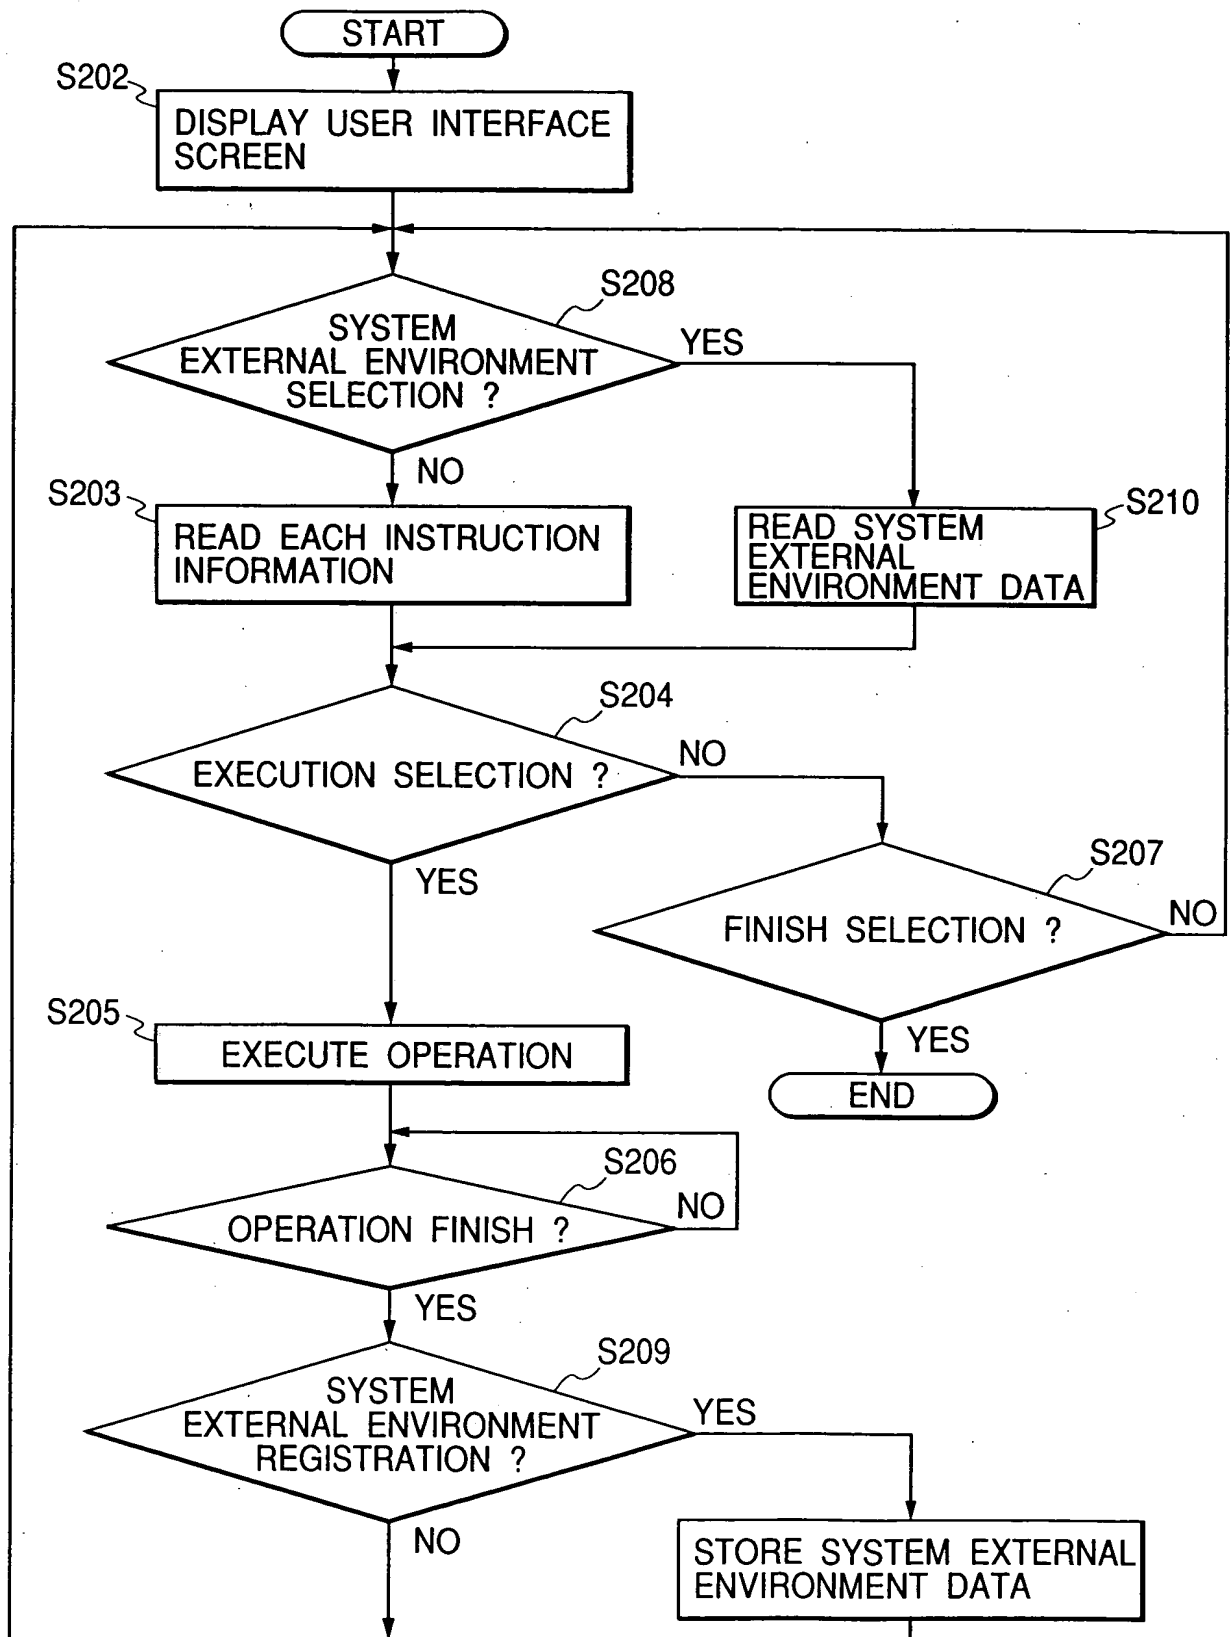 START
S202
DISPLAY USER INTERFACE
SCREEN
S208
SYSTEM
EXTERNAL ENVIRONMENT
SELECTION ?
YES
NO
S203
READ EACH INSTRUCTION
INFORMATION
S210
READ SYSTEM
EXTERNAL
ENVIRONMENT DATA
S204
EXECUTION SELECTION ?
NO
YES
S207
FINISH SELECTION ?
NO
YES
END
S205
EXECUTE OPERATION
S206
OPERATION FINISH ?
NO
YES
S209
SYSTEM
EXTERNAL ENVIRONMENT
REGISTRATION ?
YES
NO
STORE SYSTEM EXTERNAL
ENVIRONMENT DATA